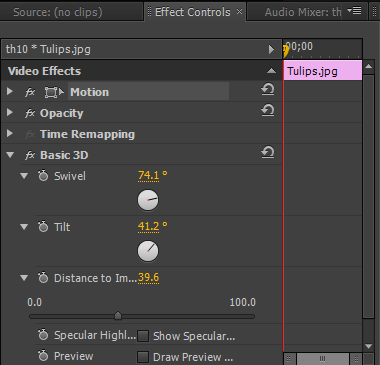 Source: (no clips) Effect Controls × Audio Mixer: th
th10 * Tulips.jpg 00;00
Video Effects Tulips.jpg
fx Motion
fx Opacity
fx Time Remapping
fx Basic 3D
Swivel 74.1 °
Tilt 41.2 °
Distance to Im... 39.6
0.0 100.0
Specular Highl... Show Specular...
Preview Draw Preview ...